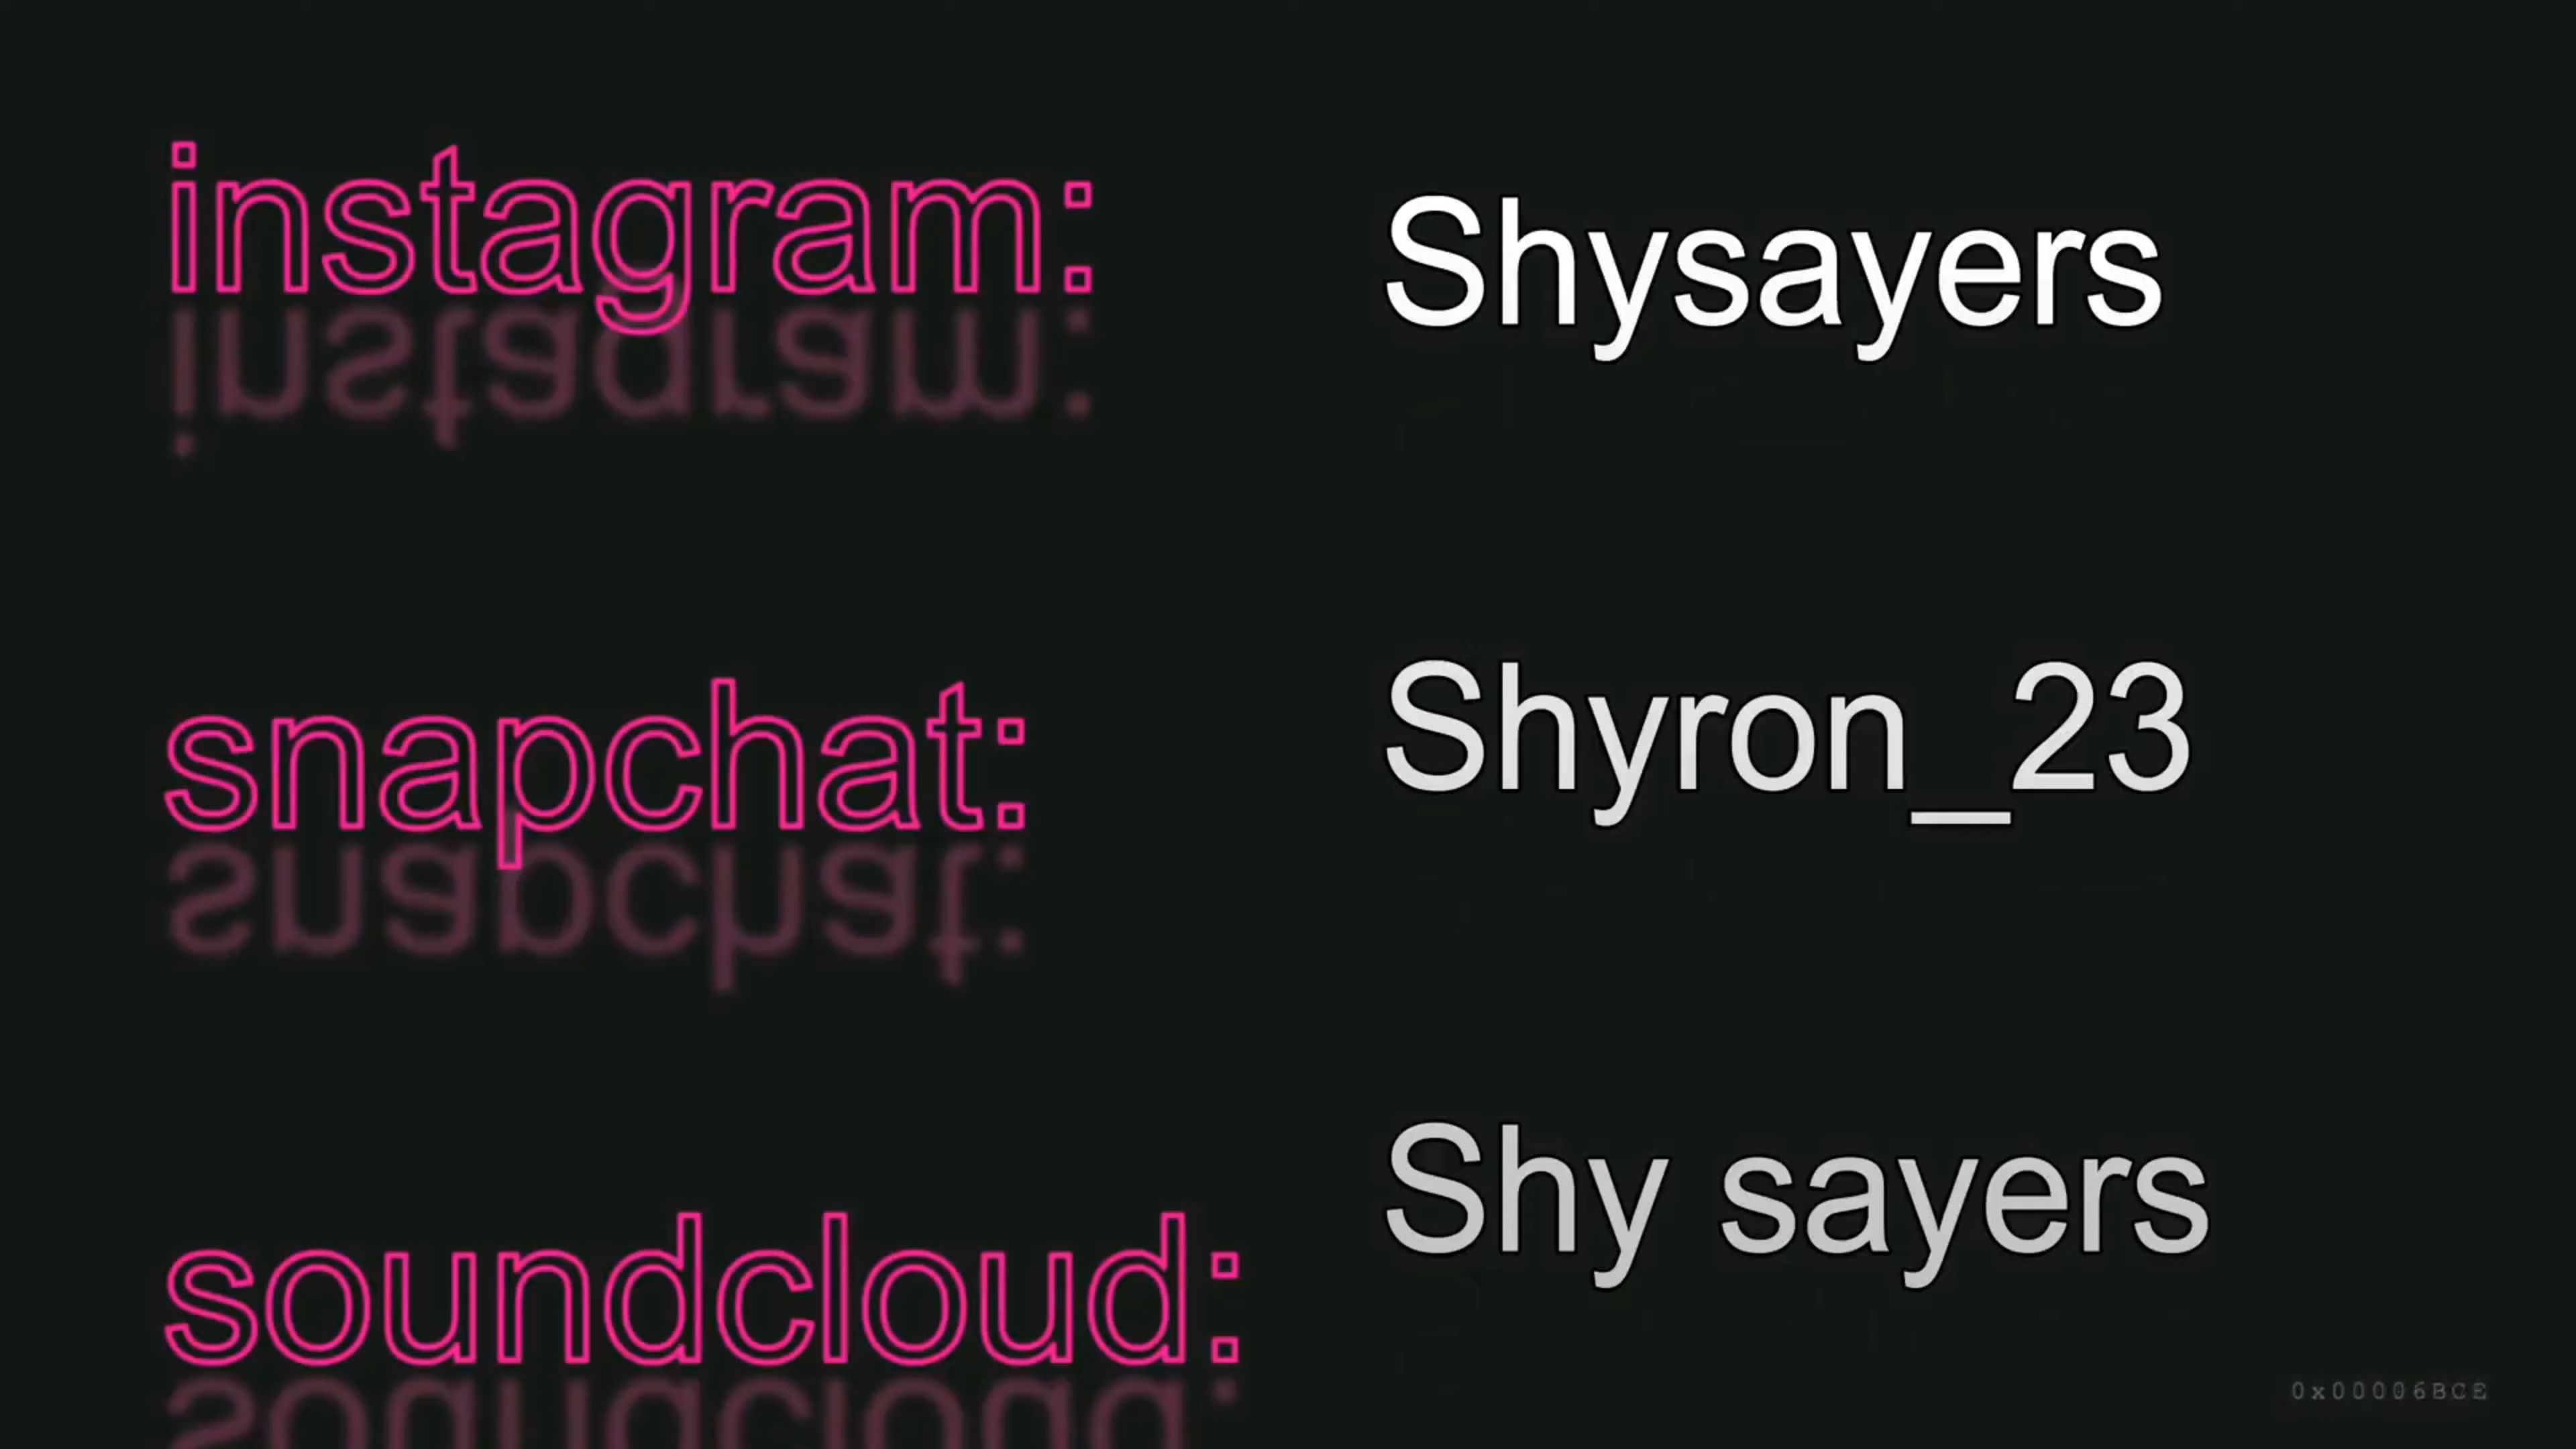 instagram:
Shysayers
snapchat:
Shyron_23
soundcloud:
Shy sayers
0x00006BCE